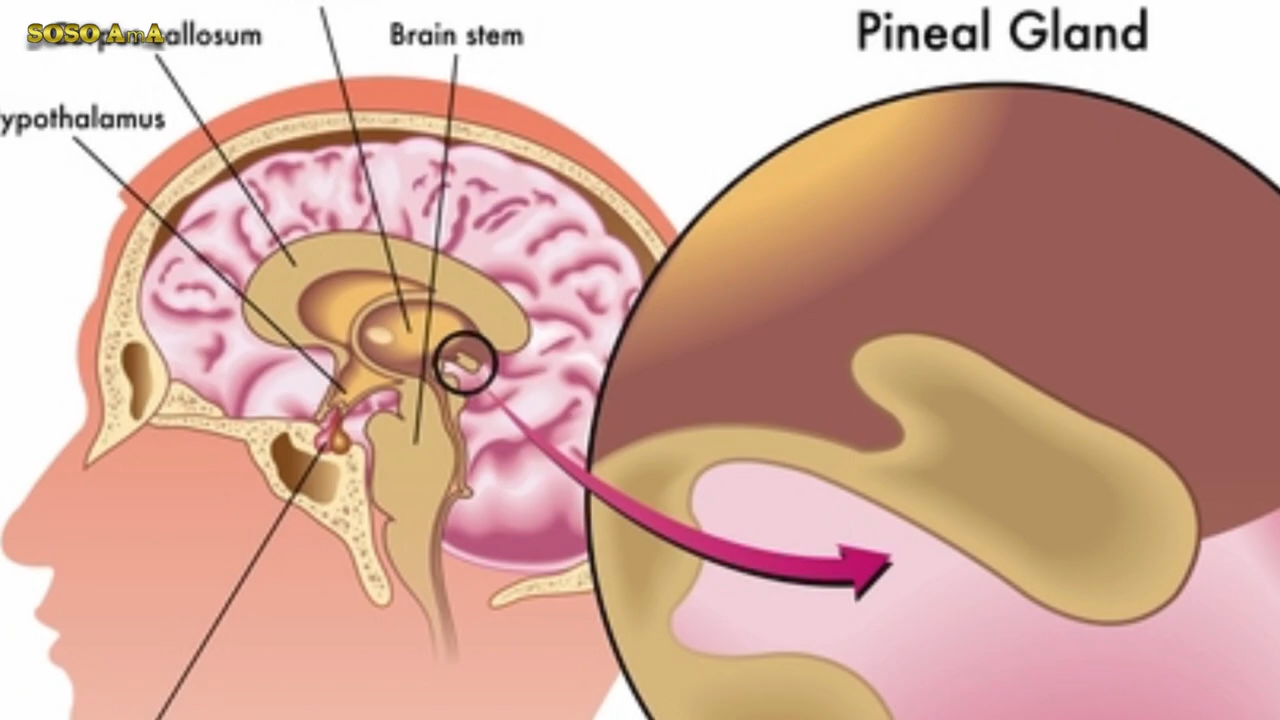 SOSO AmA
allosum
Brain stem
Pineal Gland
ypothalamus